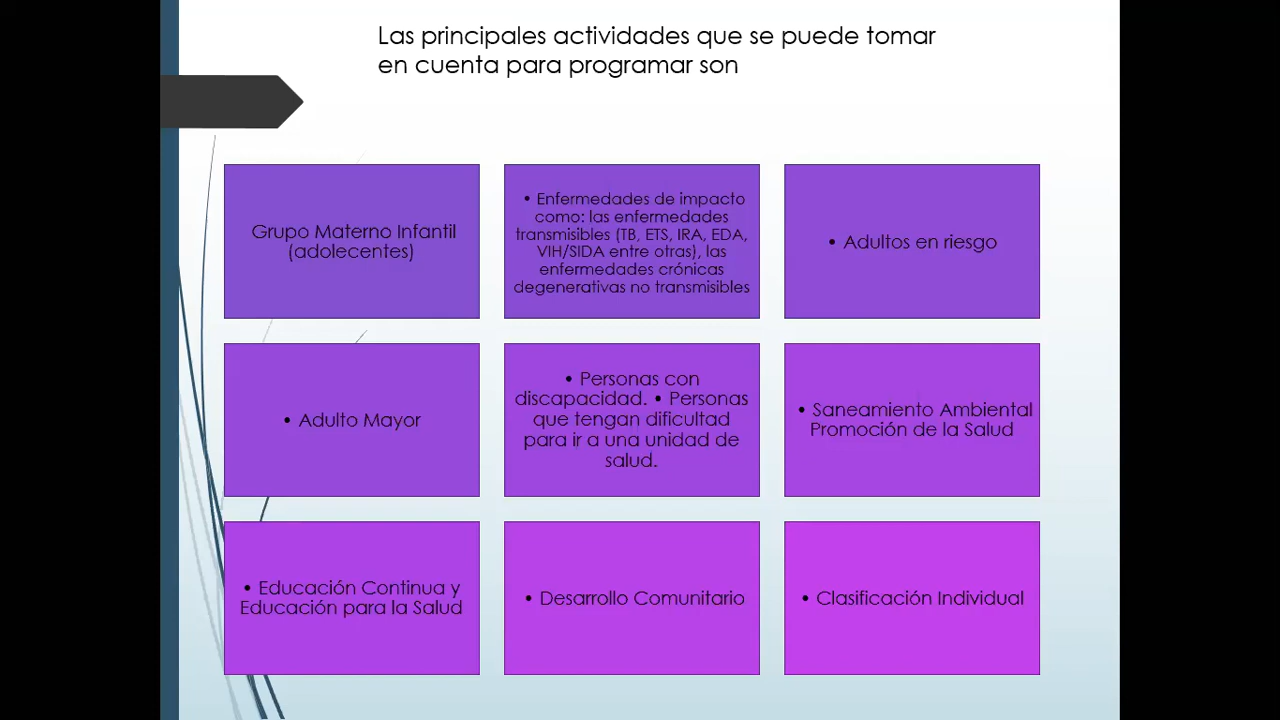 Las principales actividades que se puede tomar
en cuenta para programar son
Grupo Materno Infantil
(adolecentes)
• Enfermedades de impacto
como: las enfermedades
transmisibles (TB, ETS, IRA, EDA,
VIH/SIDA entre otras), las
enfermedades crónicas
degenerativas no transmisibles
• Adultos en riesgo
• Adulto Mayor
• Personas con
discapacidad. • Personas
que tengan dificultad
para ir a una unidad de
salud.
• Saneamiento Ambiental
Promoción de la Salud
• Educación Continua y
Educación para la Salud
• Desarrollo Comunitario
• Clasificación Individual